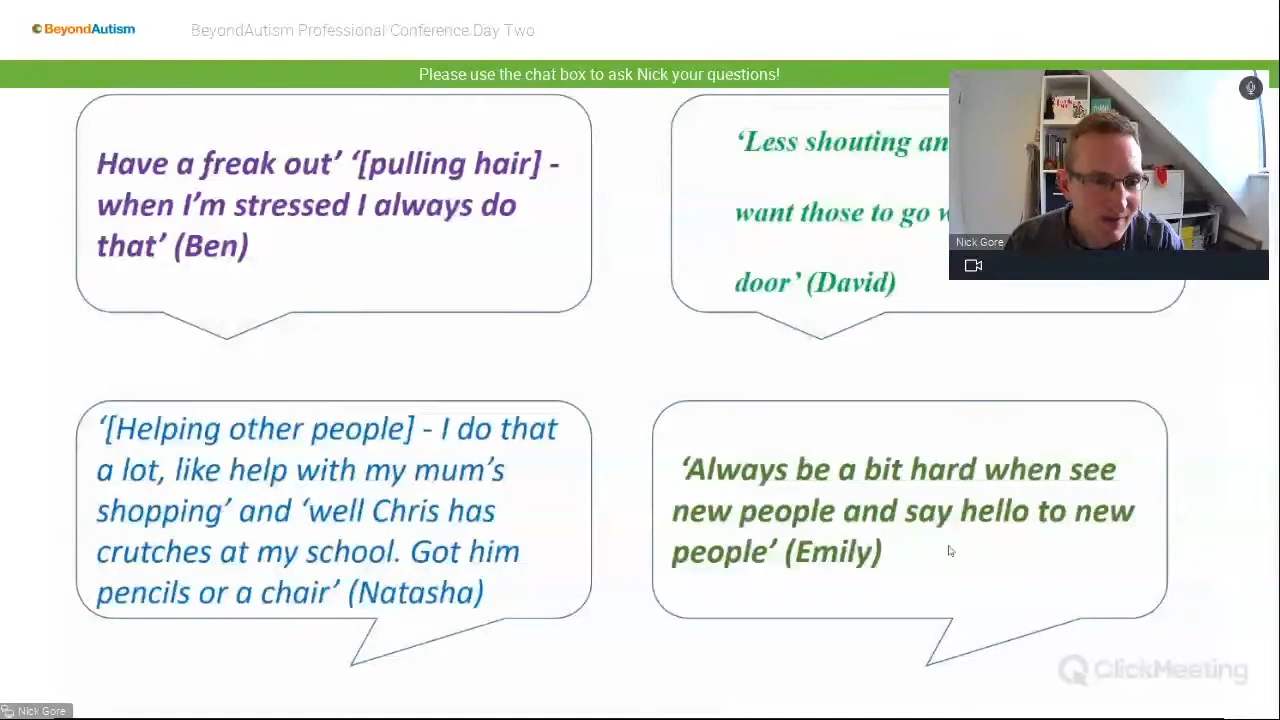 BeyondAutism
BeyondAutism Professional Conference Day Two
Please use the chat box to ask Nick your questions!
Have a freak out’ ‘[pulling hair] -
when I’m stressed I always do
that’ (Ben)
‘Less shouting an
want those to go w
door’ (David)
Nick Gore
‘[Helping other people] - I do that
a lot, like help with my mum’s
shopping’ and ‘well Chris has
crutches at my school. Got him
pencils or a chair’ (Natasha)
‘Always be a bit hard when see
new people and say hello to new
people’ (Emily)
ClickMeeting
Nick Gore